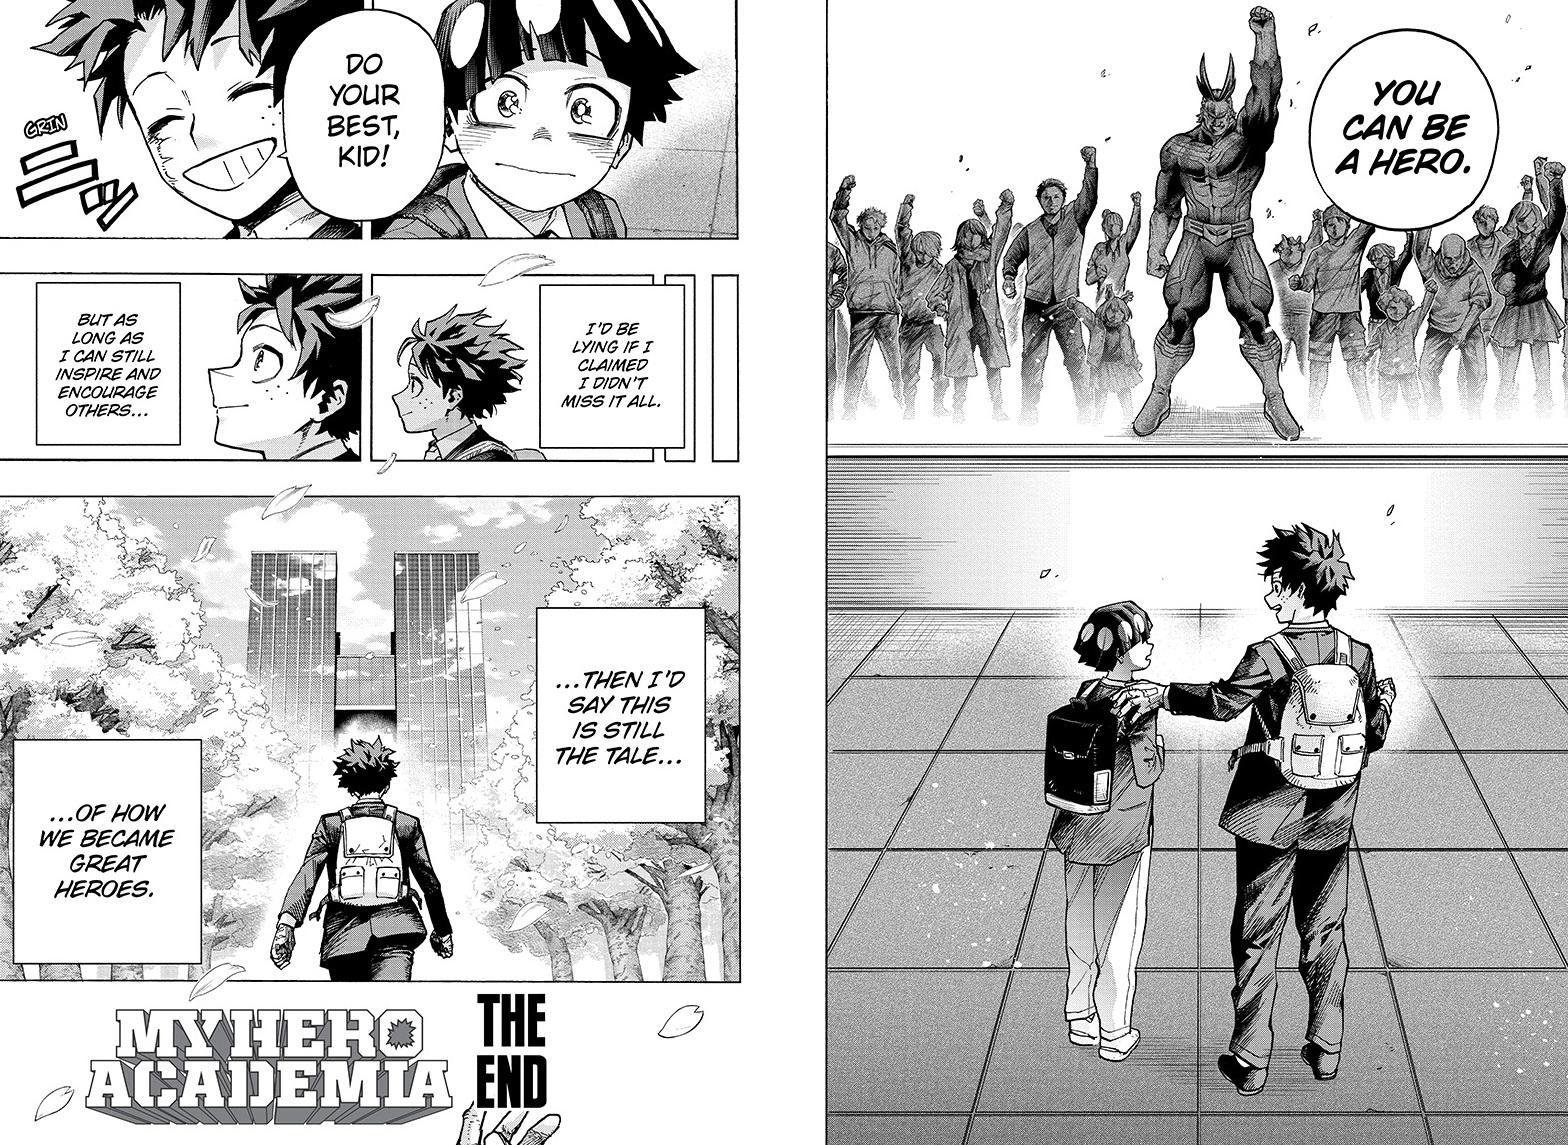 YOU
CAN BE
A HERO.
DO
YOUR
BEST,
KID!
GRIN
ニッ
I'D BE
LYING IF I
CLAIMED
I DIDN'T
MISS IT ALL.
BUT AS
LONG AS
I CAN STILL
INSPIRE AND
ENCOURAGE
OTHERS...
...THEN I'D
SAY THIS
IS STILL
THE TALE...
...OF HOW
WE BECAME
GREAT
HEROES.
MY HERO
ACADEMIA
THE
END